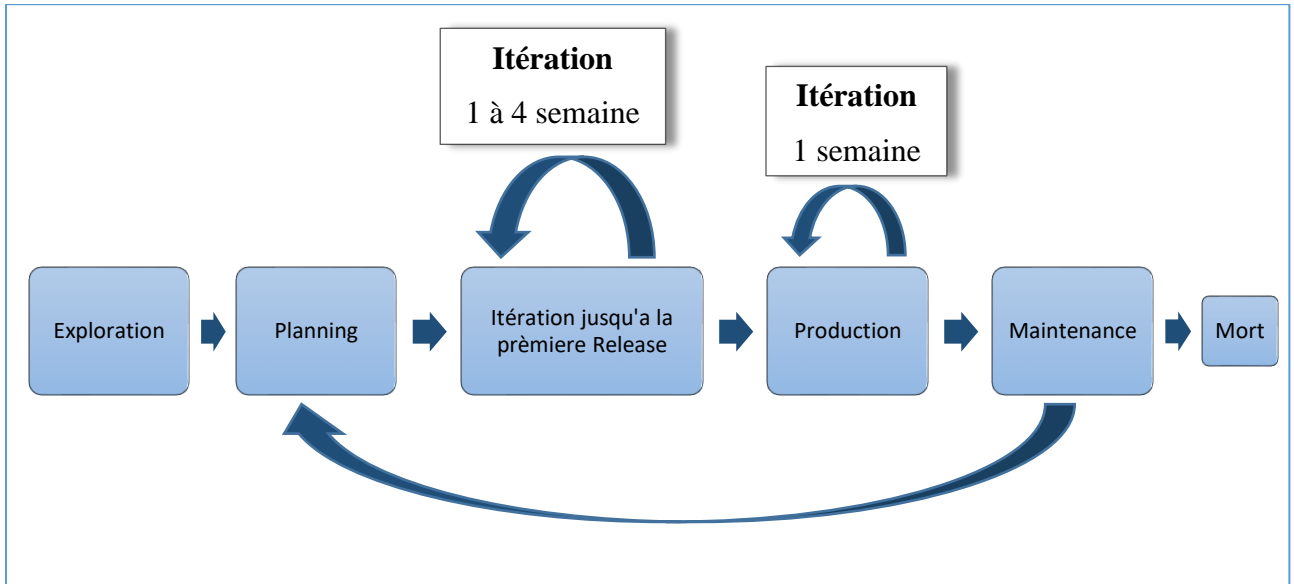 Itération
1 à 4 semaine
Itération
1 semaine
Exploration
Planning
Itération jusqu'a la
prèmiere Release
Production
Maintenance
Mort